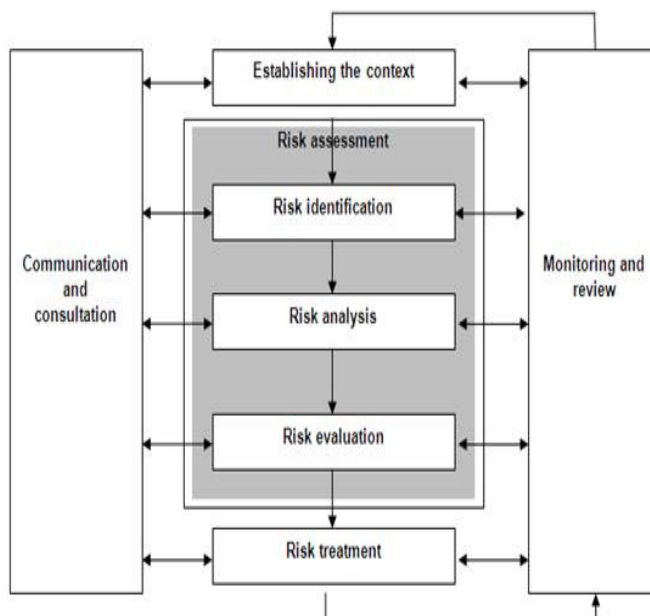 Establishing the context
Risk assessment
Risk identification
Communication
and
consultation
Monitoring and
review
Risk analysis
Risk evaluation
Risk treatment